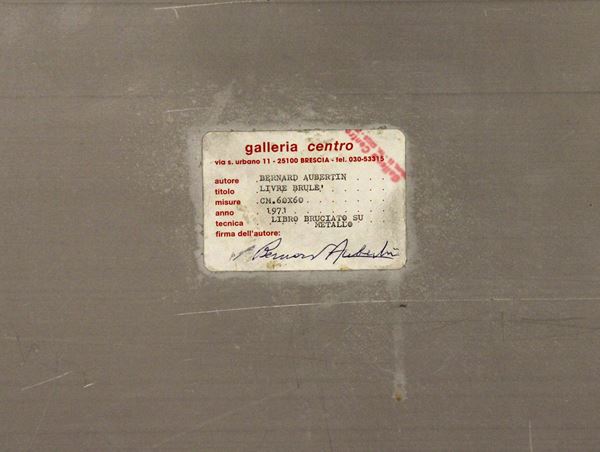 galleria centro
via s. urbano 11 - 25100 BRESCIA - tel. 030-53315
autore BERNARD AUBERTIN
titolo LIVRE BRULE'
misure CM.60X60
anno 1971
tecnica LIBRO BRUCIATO SU
METALLO
firma dell'autore:
Bernard Aubertin